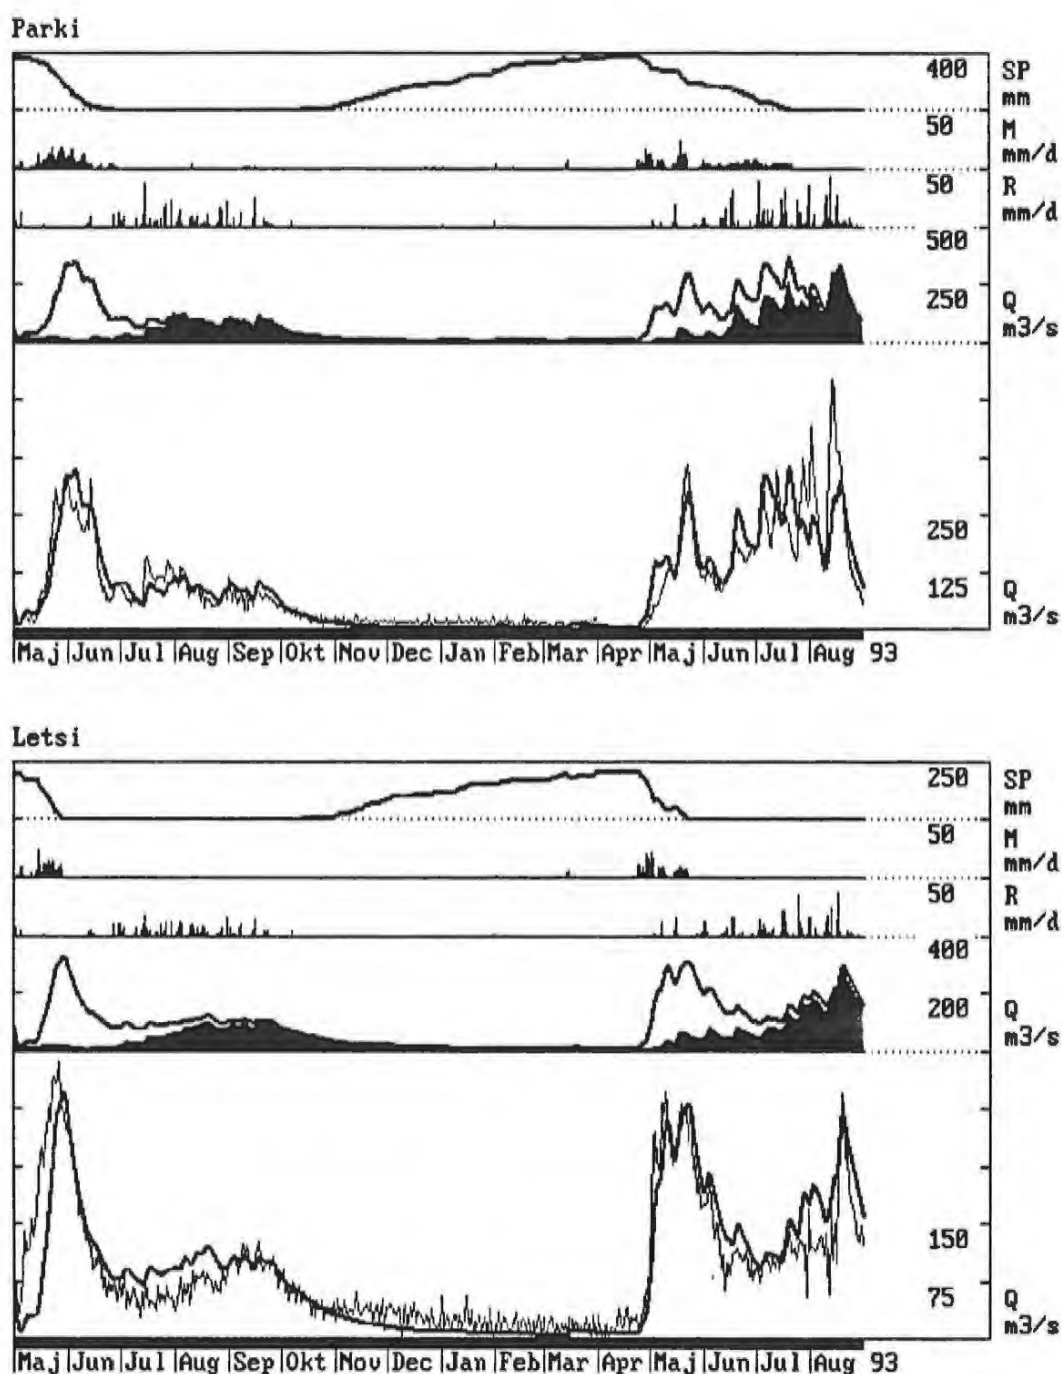 Parki
400 SP
mm
50 M
mm/d
50 R
mm/d
500
250 Q
m3/s
250
125 Q
m3/s
Maj|Jun|Jul|Aug|Sep|Okt|Nov|Dec|Jan|Feb|Mar|Apr|Maj|Jun|Jul|Aug 93
Letsi
250 SP
mm
50 M
mm/d
50 R
mm/d
400
200 Q
m3/s
150
75 Q
m3/s
Maj|Jun|Jul|Aug|Sep|Okt|Nov|Dec|Jan|Feb|Mar|Apr|Maj|Jun|Jul|Aug 93